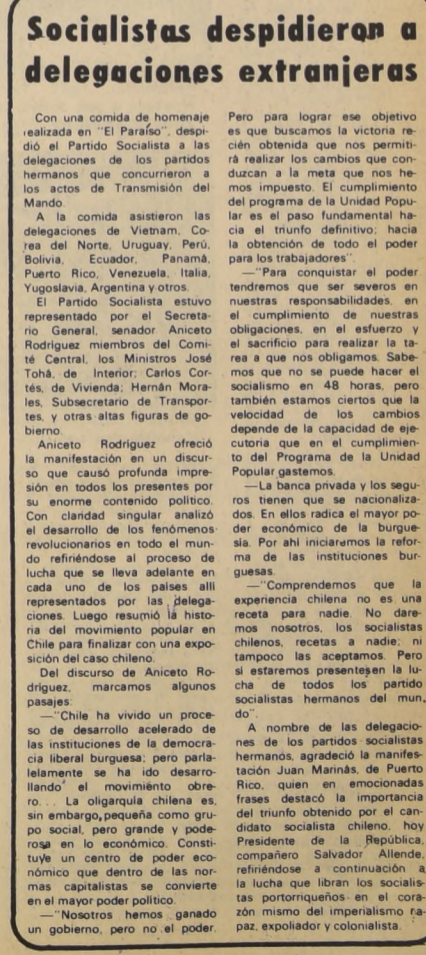 Socialistas despidieron a
delegaciones extranjeras
Con una comida de homenaje
realizada en "El Paraíso", despi-
dió el Partido Socialista a las
delegaciones de los partidos
hermanos que concurrieron a
los actos de Transmisión del
Mando.
A la comida asistieron las
delegaciones de Vietnam, Co-
rea del Norte, Uruguay, Perú,
Bolivia, Ecuador, Panamá,
Puerto Rico, Venezuela, Italia,
Yugoslavia, Argentina y otros.
El Partido Socialista estuvo
representado por el Secreta-
rio General, senador Aniceto
Rodríguez miembros del Comi-
té Central, los Ministros José
Tohá, de Interior; Carlos Cor-
tés, de Vivienda; Hernán Mora-
les, Subsecretario de Transpor-
tes, y otras altas figuras de go-
bierno.
Aniceto Rodríguez ofreció
la manifestación en un discur-
so que causó profunda impre-
sión en todos los presentes por
su enorme contenido político.
Con claridad singular analizó
el desarrollo de los fenómenos
revolucionarios en todo el mun-
do refiriéndose al proceso de
lucha que se lleva adelante en
cada uno de los países allí
representados por las delega-
ciones. Luego resumió la histo-
ria del movimiento popular en
Chile para finalizar con una expo-
sición del caso chileno.
Del discurso de Aniceto Ro-
dríguez, marcamos algunos
pasajes:
—"Chile ha vivido un proce-
so de desarrollo acelerado de
las instituciones de la democra-
cia liberal burguesa; pero para-
lelamente se ha ido desarro-
llando el movimiento obre-
ro... La oligarquía chilena es,
sin embargo, pequeña como gru-
po social, pero grande y pode-
rosa en lo económico. Consti-
tuye un centro de poder eco-
nómico que dentro de las nor-
mas capitalistas se convierte
en el mayor poder político.
—"Nosotros hemos ganado
un gobierno, pero no el poder.
Pero para lograr ese objetivo
es que buscamos la victoria re-
cién obtenida que nos permiti-
rá realizar los cambios que con-
duzcan a la meta que nos he-
mos impuesto. El cumplimiento
del programa de la Unidad Popu-
lar es el paso fundamental ha-
cia el triunfo definitivo; hacia
la obtención de todo el poder
para los trabajadores".
—"Para conquistar el poder
tendremos que ser severos en
nuestras responsabilidades, en
el cumplimiento de nuestras
obligaciones, en el esfuerzo y
el sacrificio para realizar la ta-
rea a que nos obligamos. Sabe-
mos que no se puede hacer el
socialismo en 48 horas, pero
también estamos ciertos que la
velocidad de los cambios
depende de la capacidad de eje-
cutoria que en el cumplimien-
to del Programa de la Unidad
Popular gastemos.
—La banca privada y los segu-
ros tienen que se nacionaliza-
dos. En ellos radica el mayor po-
der económico de la burgue-
sía. Por ahí iniciaremos la refor-
ma de las instituciones bur-
guesas.
—"Comprendemos que la
experiencia chilena no es una
receta para nadie. No dare-
mos nosotros, los socialistas
chilenos, recetas a nadie; ni
tampoco las aceptamos. Pero
si estaremos presentes en la lu-
cha de todos los partido
socialistas hermanos del mun.
do".
A nombre de las delegacio-
nes de los partidos socialistas
hermanos, agradeció la manifes-
tación Juan Marinás, de Puerto
Rico, quien en emocionadas
frases destacó la importancia
del triunfo obtenido por el can-
didato socialista chileno, hoy
Presidente de la República,
compañero Salvador Allende,
refiriéndose a continuación a
la lucha que libran los socialis-
tas portorriqueños en el cora-
zón mismo del imperialismo ra-
paz, expoliador y colonialista.